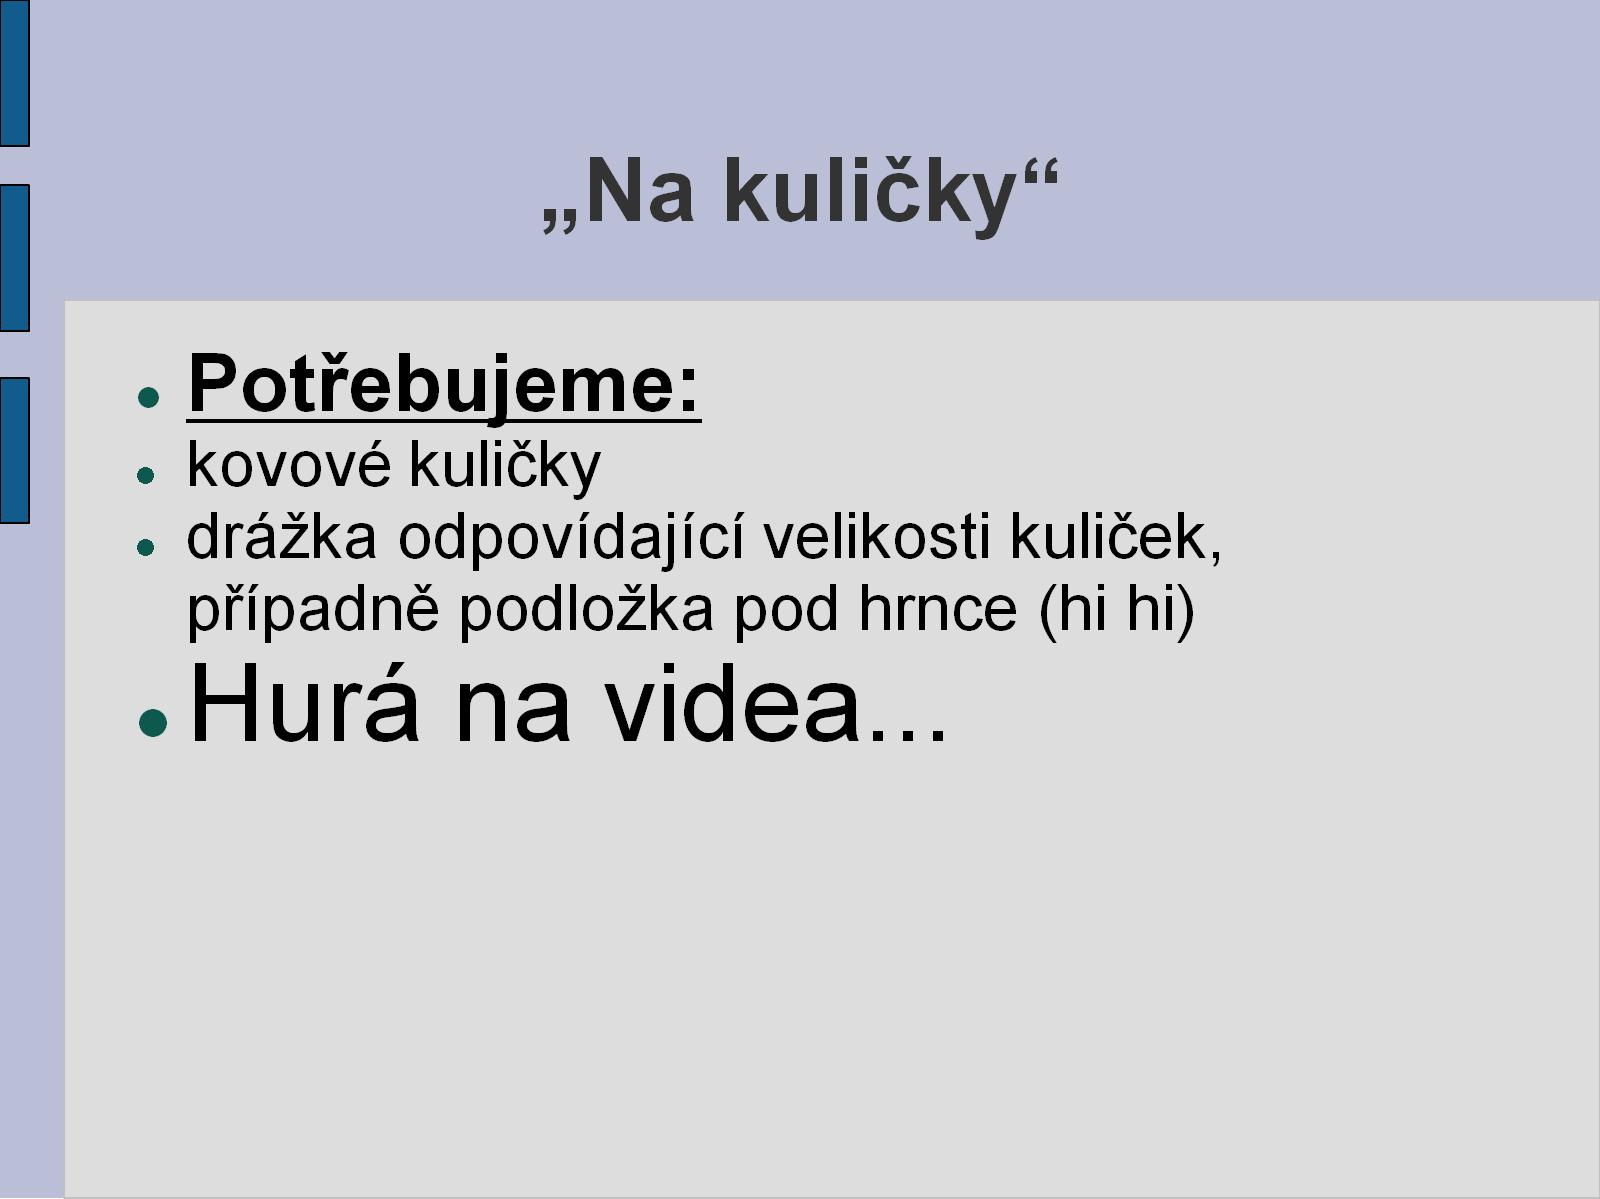 „Na kuličky“
Potřebujeme:
kovové kuličky
drážka odpovídající velikosti kuliček,
případně podložka pod hrnce (hi hi)
Hurá na videa...